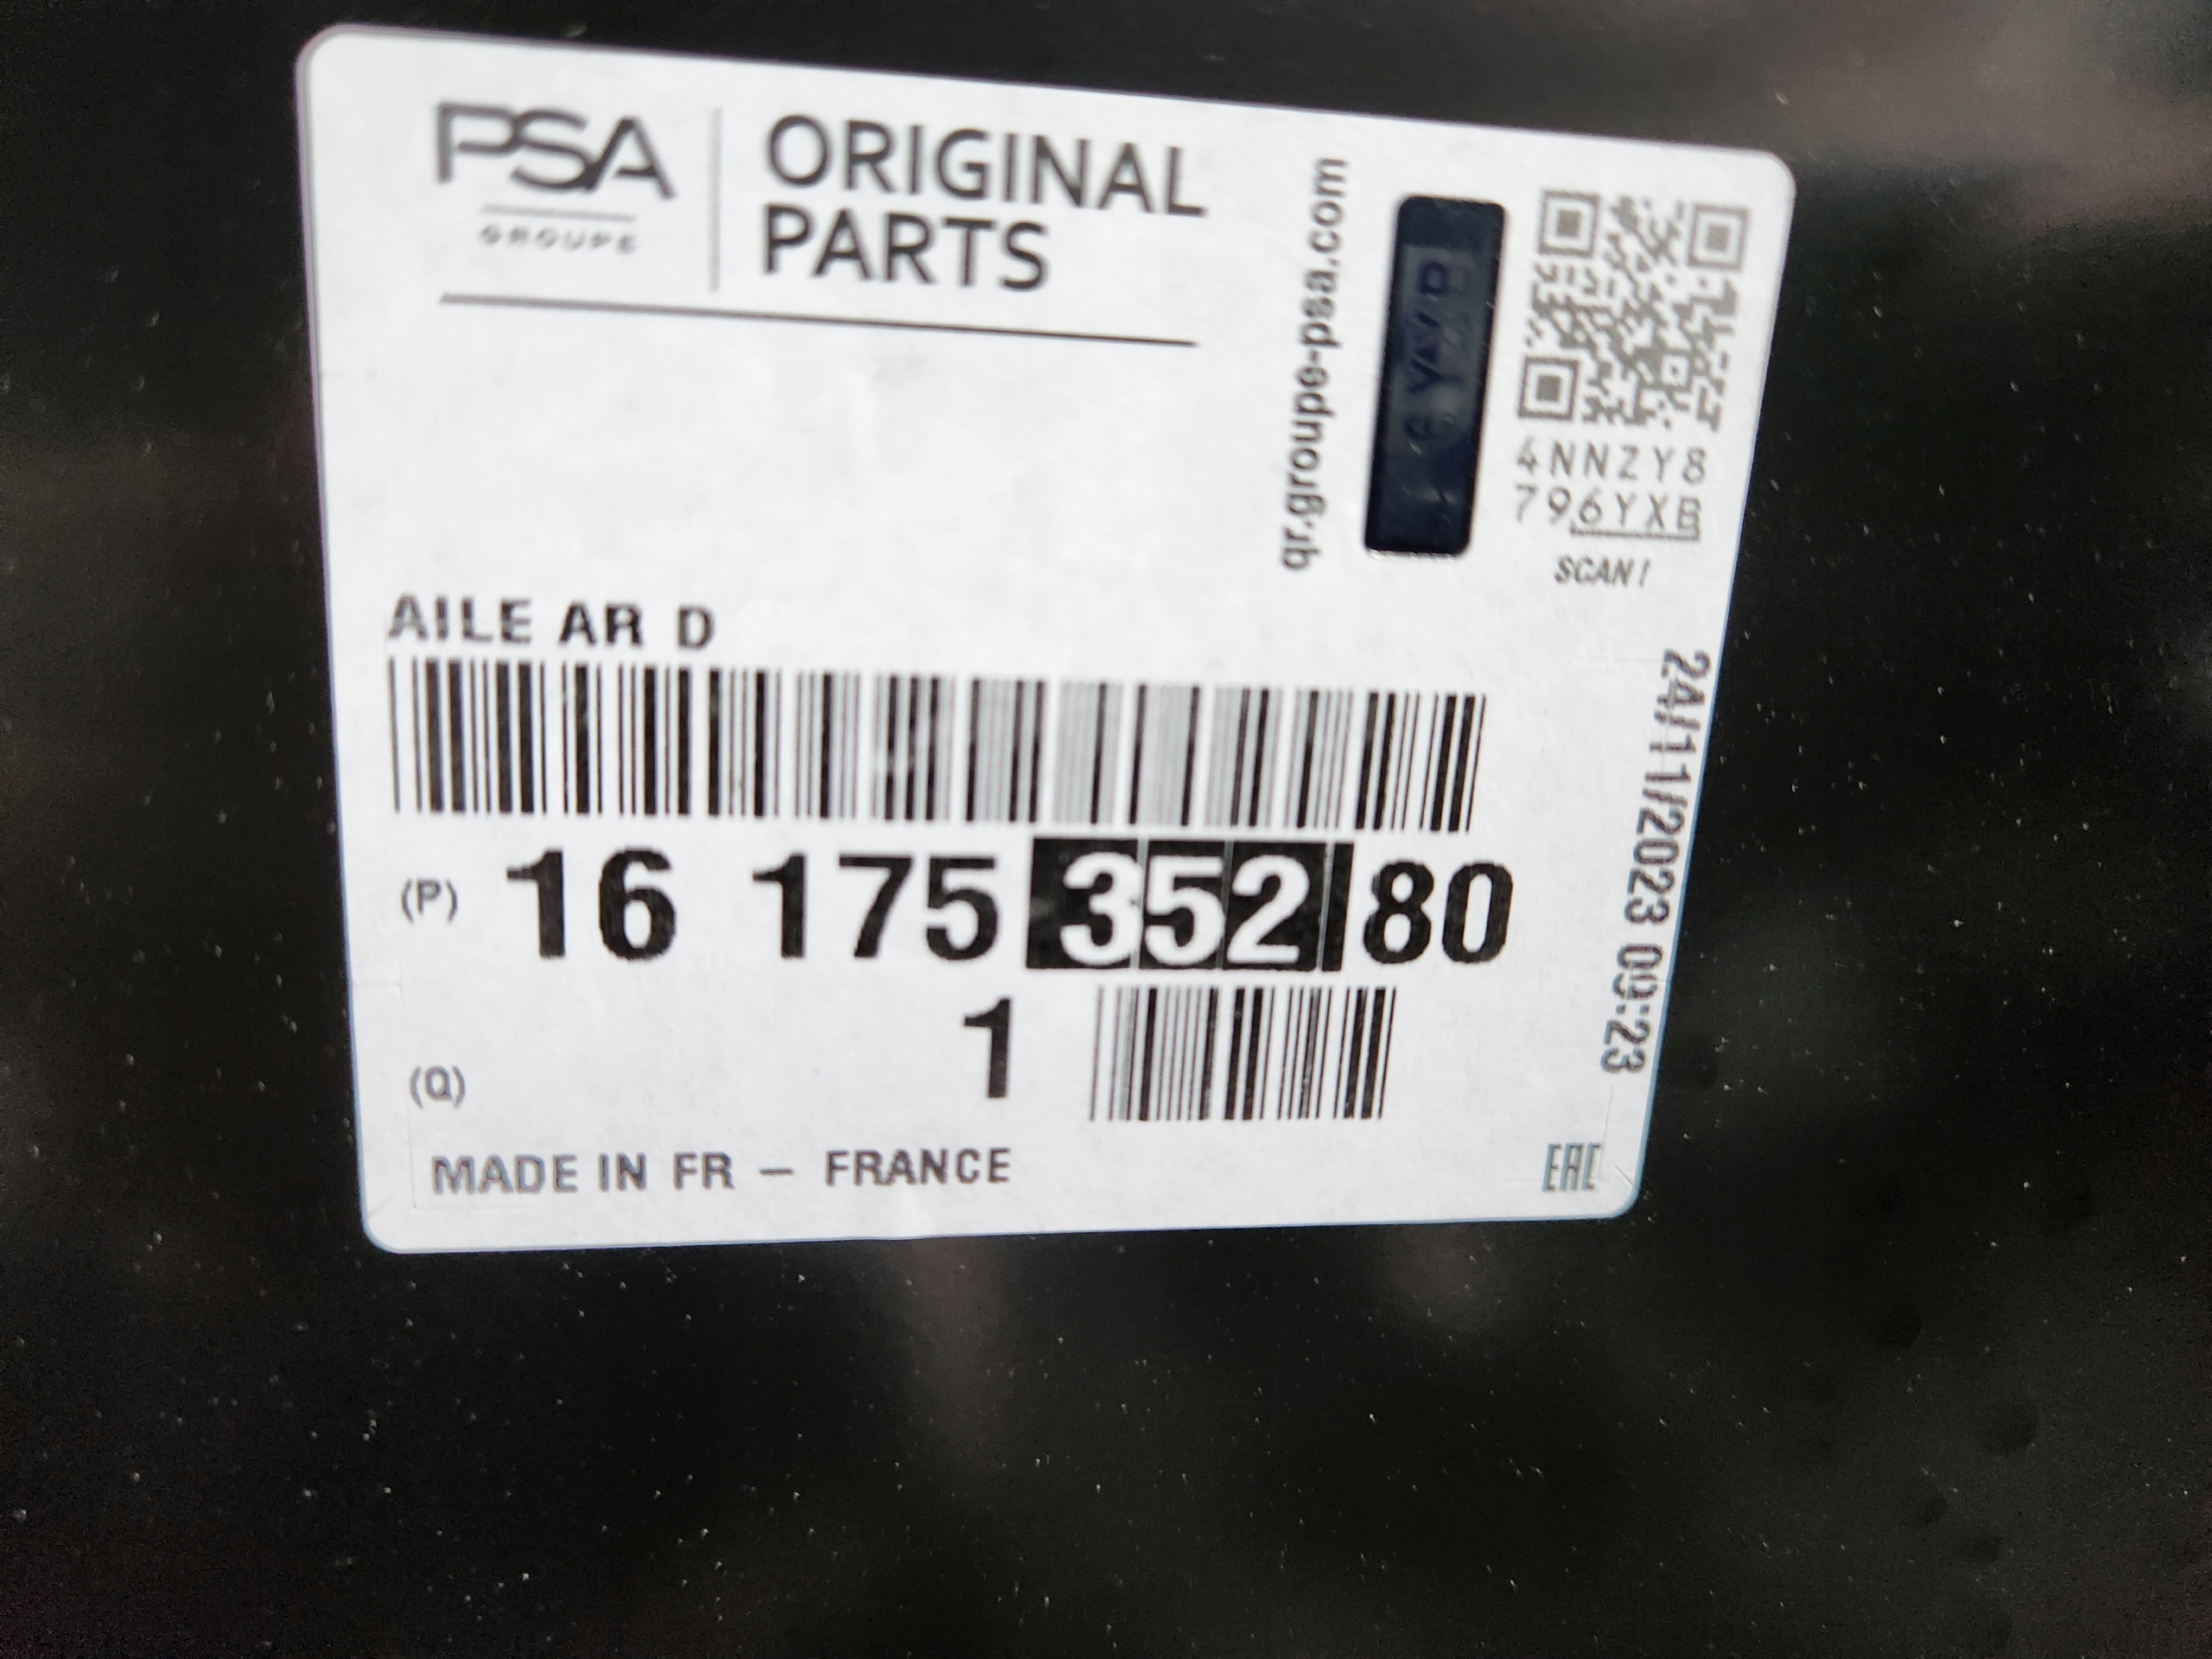 PSA
GROUPE
ORIGINAL
PARTS
qr.groupe-psa.com
4NNZY8
796YXB
SCAN!
AILE AR D
(P) 16 175 352 80
(Q) 1
24/11/2023 09:23
MADE IN FR – FRANCE
EAC